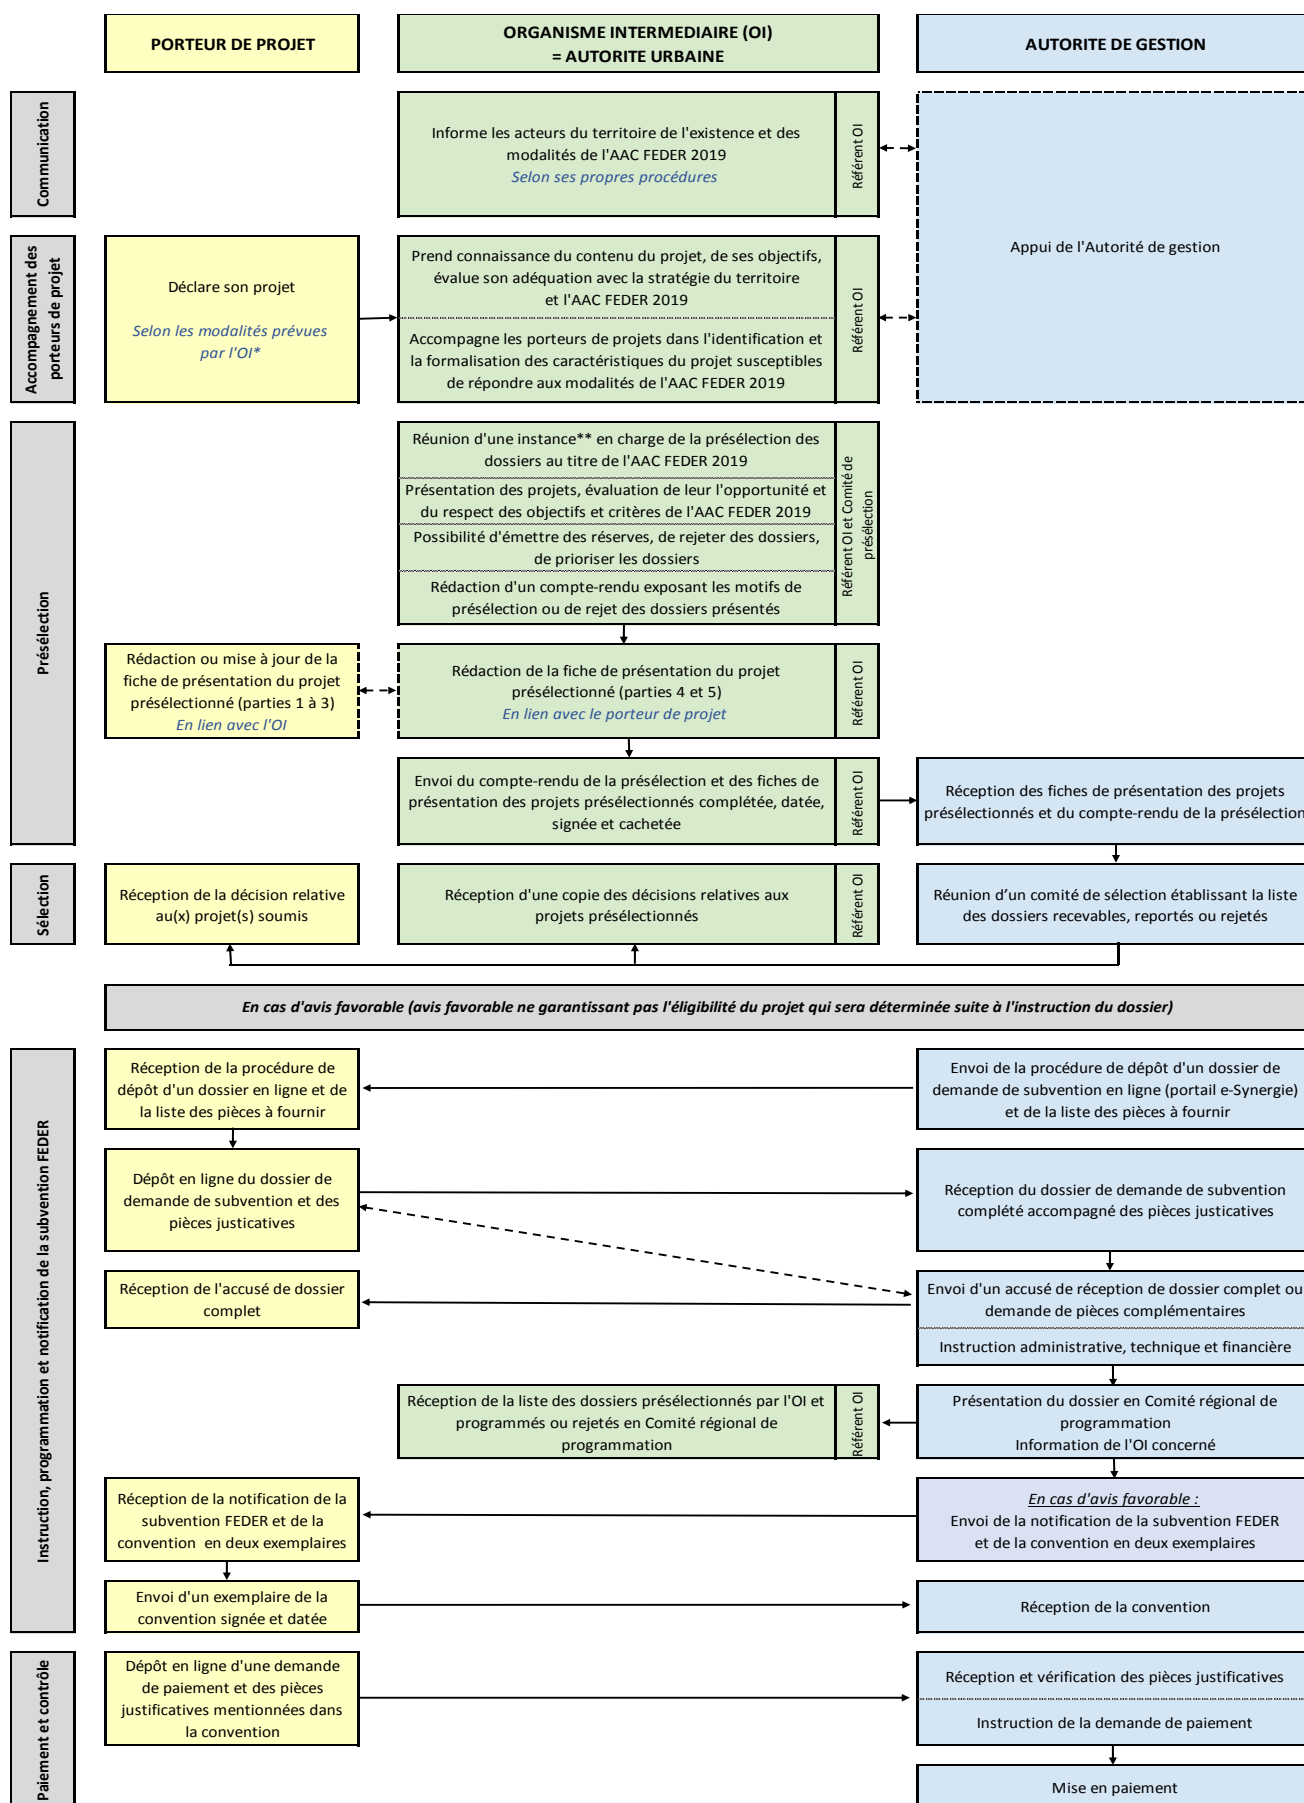 PORTEUR DE PROJET
ORGANISME INTERMEDIAIRE (OI)
= AUTORITE URBAINE
AUTORITE DE GESTION
Communication
Informe les acteurs du territoire de l'existence et des
modalités de l'AAC FEDER 2019
Selon ses propres procédures
Référent OI
Appui de l'Autorité de gestion
Accompagnement des
porteurs de projet
Déclare son projet
Selon les modalités prévues
par l'OI*
Prend connaissance du contenu du projet, de ses objectifs,
évalue son adéquation avec la stratégie du territoire
et l'AAC FEDER 2019
Accompagne les porteurs de projets dans l'identification et
la formalisation des caractéristiques du projet susceptibles
de répondre aux modalités de l'AAC FEDER 2019
Référent OI
Présélection
Réunion d'une instance** en charge de la présélection des
dossiers au titre de l'AAC FEDER 2019
Présentation des projets, évaluation de leur l'opportunité et
du respect des objectifs et critères de l'AAC FEDER 2019
Possibilité d'émettre des réserves, de rejeter des dossiers,
de prioriser les dossiers
Rédaction d'un compte-rendu exposant les motifs de
présélection ou de rejet des dossiers présentés
Référent OI et Comité de
présélection
Rédaction ou mise à jour de la
fiche de présentation du projet
présélectionné (parties 1 à 3)
En lien avec l'OI
Rédaction de la fiche de présentation du projet
présélectionné (parties 4 et 5)
En lien avec le porteur de projet
Référent OI
Envoi du compte-rendu de la présélection et des fiches de
présentation des projets présélectionnés complétée, datée,
signée et cachetée
Référent OI
Réception des fiches de présentation des projets
présélectionnés et du compte-rendu de la présélection
Sélection
Réception de la décision relative
au(x) projet(s) soumis
Réception d'une copie des décisions relatives aux
projets présélectionnés
Référent OI
Réunion d’un comité de sélection établissant la liste
des dossiers recevables, reportés ou rejetés
En cas d'avis favorable (avis favorable ne garantissant pas l'éligibilité du projet qui sera déterminée suite à l'instruction du dossier)
Instruction, programmation et notification de la subvention FEDER
Réception de la procédure de
dépôt d'un dossier en ligne et de
la liste des pièces à fournir
Envoi de la procédure de dépôt d'un dossier de
demande de subvention en ligne (portail e-Synergie)
et de la liste des pièces à fournir
Dépôt en ligne du dossier de
demande de subvention et des
pièces justicatives
Réception du dossier de demande de subvention
complété accompagné des pièces justicatives
Réception de l'accusé de dossier
complet
Envoi d'un accusé de réception de dossier complet ou
demande de pièces complémentaires
Instruction administrative, technique et financière
Réception de la liste des dossiers présélectionnés par l'OI et
programmés ou rejetés en Comité régional de
programmation
Référent OI
Présentation du dossier en Comité régional de
programmation
Information de l'OI concerné
Réception de la notification de la
subvention FEDER et de la
convention en deux exemplaires
En cas d'avis favorable :
Envoi de la notification de la subvention FEDER
et de la convention en deux exemplaires
Envoi d'un exemplaire de la
convention signée et datée
Réception de la convention
Paiement et contrôle
Dépôt en ligne d'une demande
de paiement et des pièces
justificatives mentionnées dans
la convention
Réception et vérification des pièces justificatives
Instruction de la demande de paiement
Mise en paiement